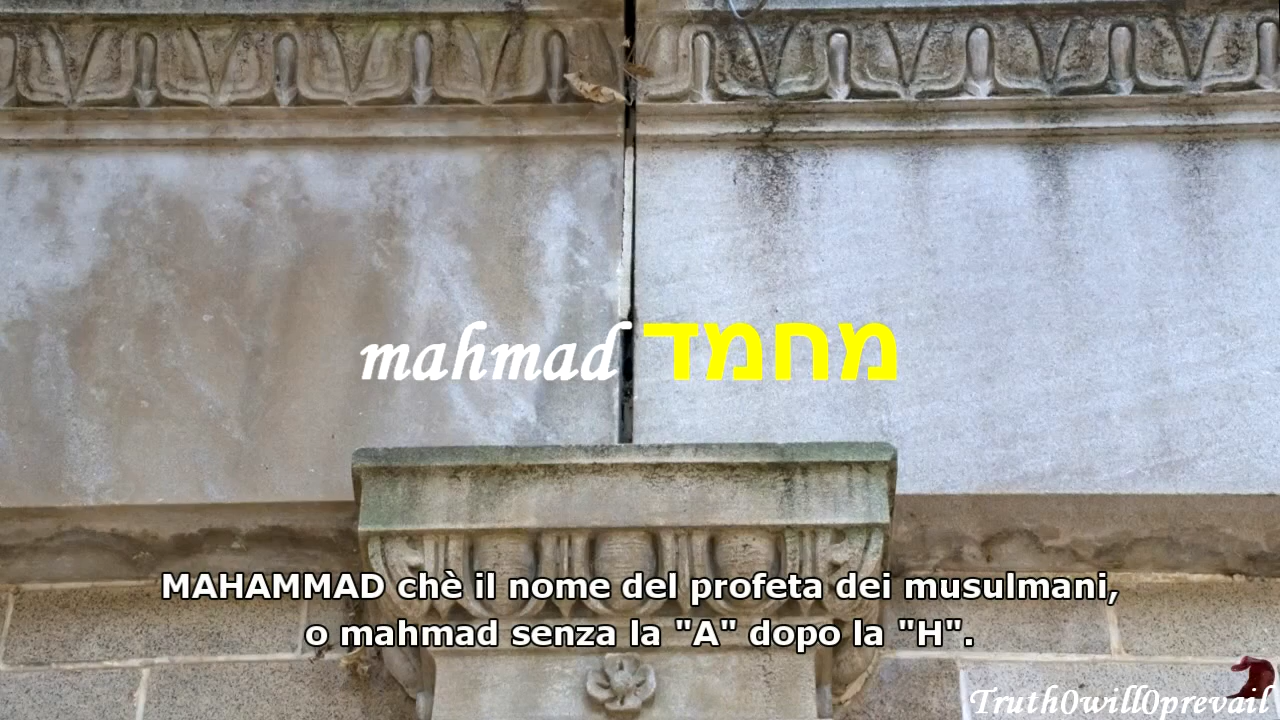 mahmad מחמד
MAHAMMAD chè il nome del profeta dei musulmani,
o mahmad senza la "A" dopo la "H".
Truth0will0prevail